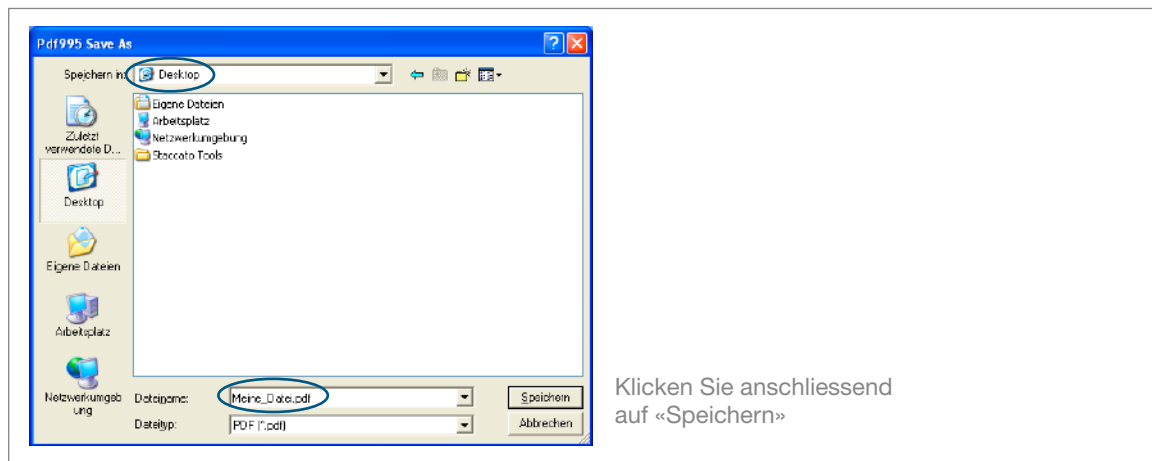 Pdf995 Save As
Speichern in:
Desktop
Zuletzt
verwendete D...
Desktop
Eigene Dateien
Arbeitsplatz
Netzwerkumgeb
ung
Eigene Dateien
Arbeitsplatz
Netzwerkumgebung
Staccato Tools
Dateiname:
Meine_Datei.pdf
Speichern
Dateityp:
PDF (*.pdf)
Abbrechen
Klicken Sie anschliessend
auf «Speichern»